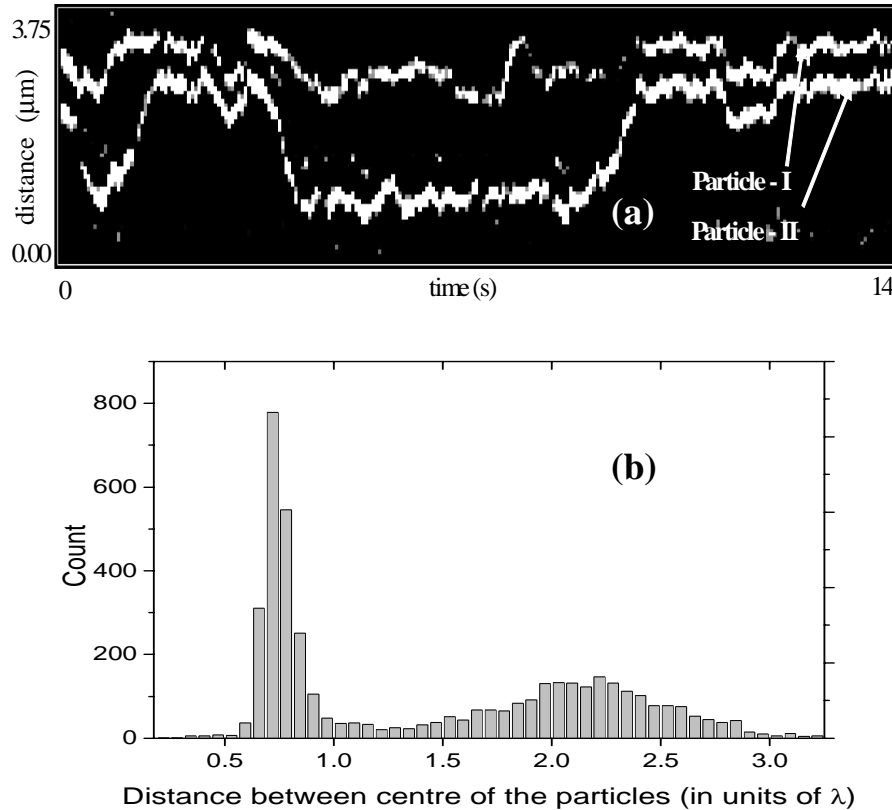 3.75
distance (µm)
0.00
Particle - I
(a)
Particle - II
0
time (s)
14
800
600
400
200
0
Count
(b)
0.5 1.0 1.5 2.0 2.5 3.0
Distance between centre of the particles (in units of λ)